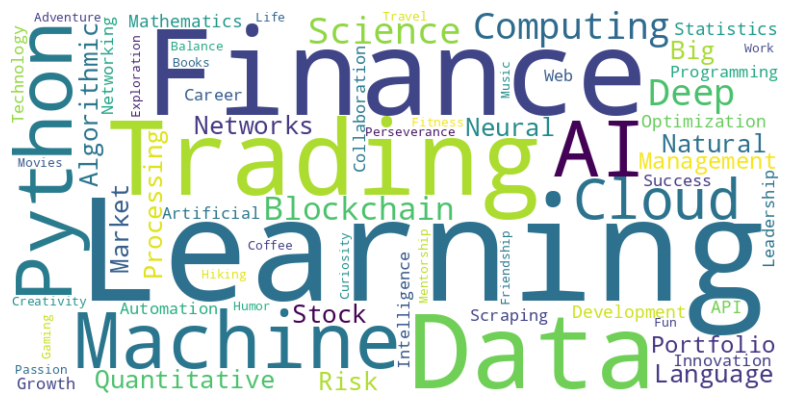 Adventure
Mathematics
Life
Travel
Science
Computing
Statistics
Technology
Python
Algorithmic
Networking
Exploration
Balance
Books
Career
Finance
Collaboration
Music
Web
Big
Work
Programming
Deep
Movies
Networks
Trading
Perseverance
Fitness
Neural
AI
Optimization
Natural
Management
Market
Processing
Artificial
Blockchain
Cloud
Success
Leadership
Learning
Coffee
Hiking
Curiosity
Mentorship
Friendship
Creativity
Automation
Humor
Stock
Intelligence
Scraping
Development
API
Fun
Gaming
Machine
Data
Portfolio
Innovation
Passion
Growth
Quantitative
Risk
Language